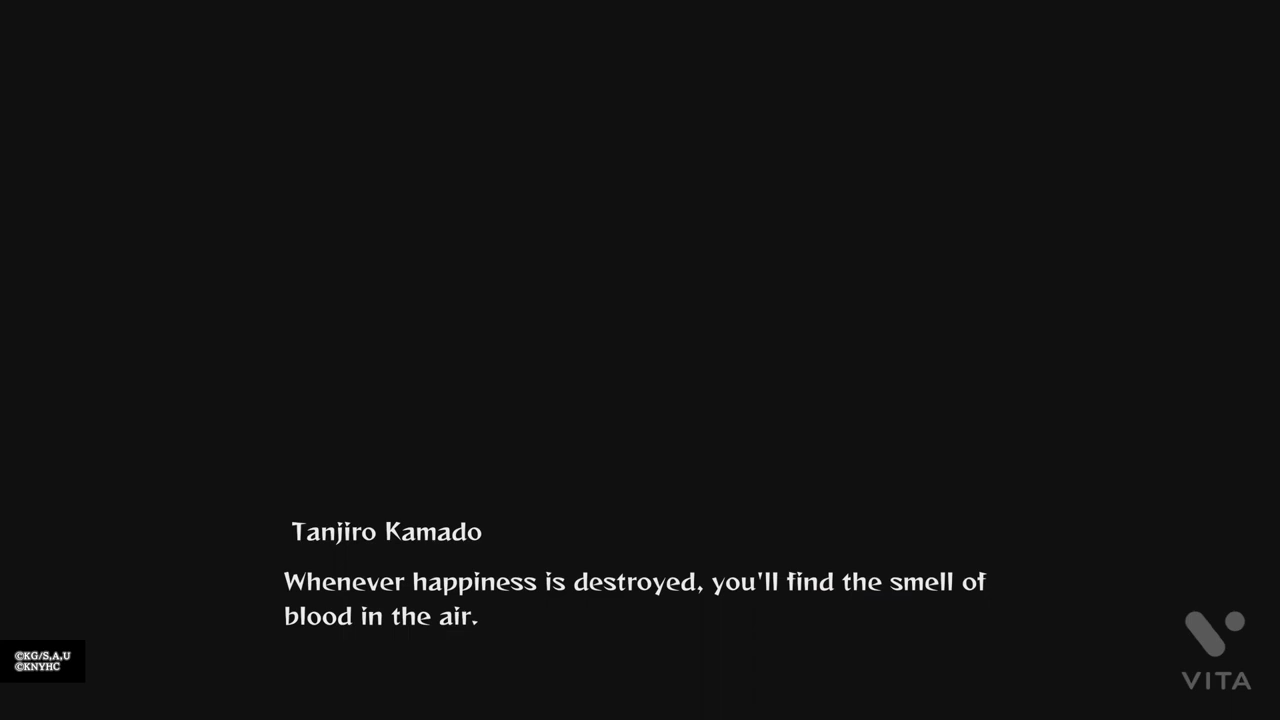 Tanjiro Kamado
Whenever happiness is destroyed, you'll find the smell of
blood in the air.
©KG/S,A,U
©KNYHC
VITA